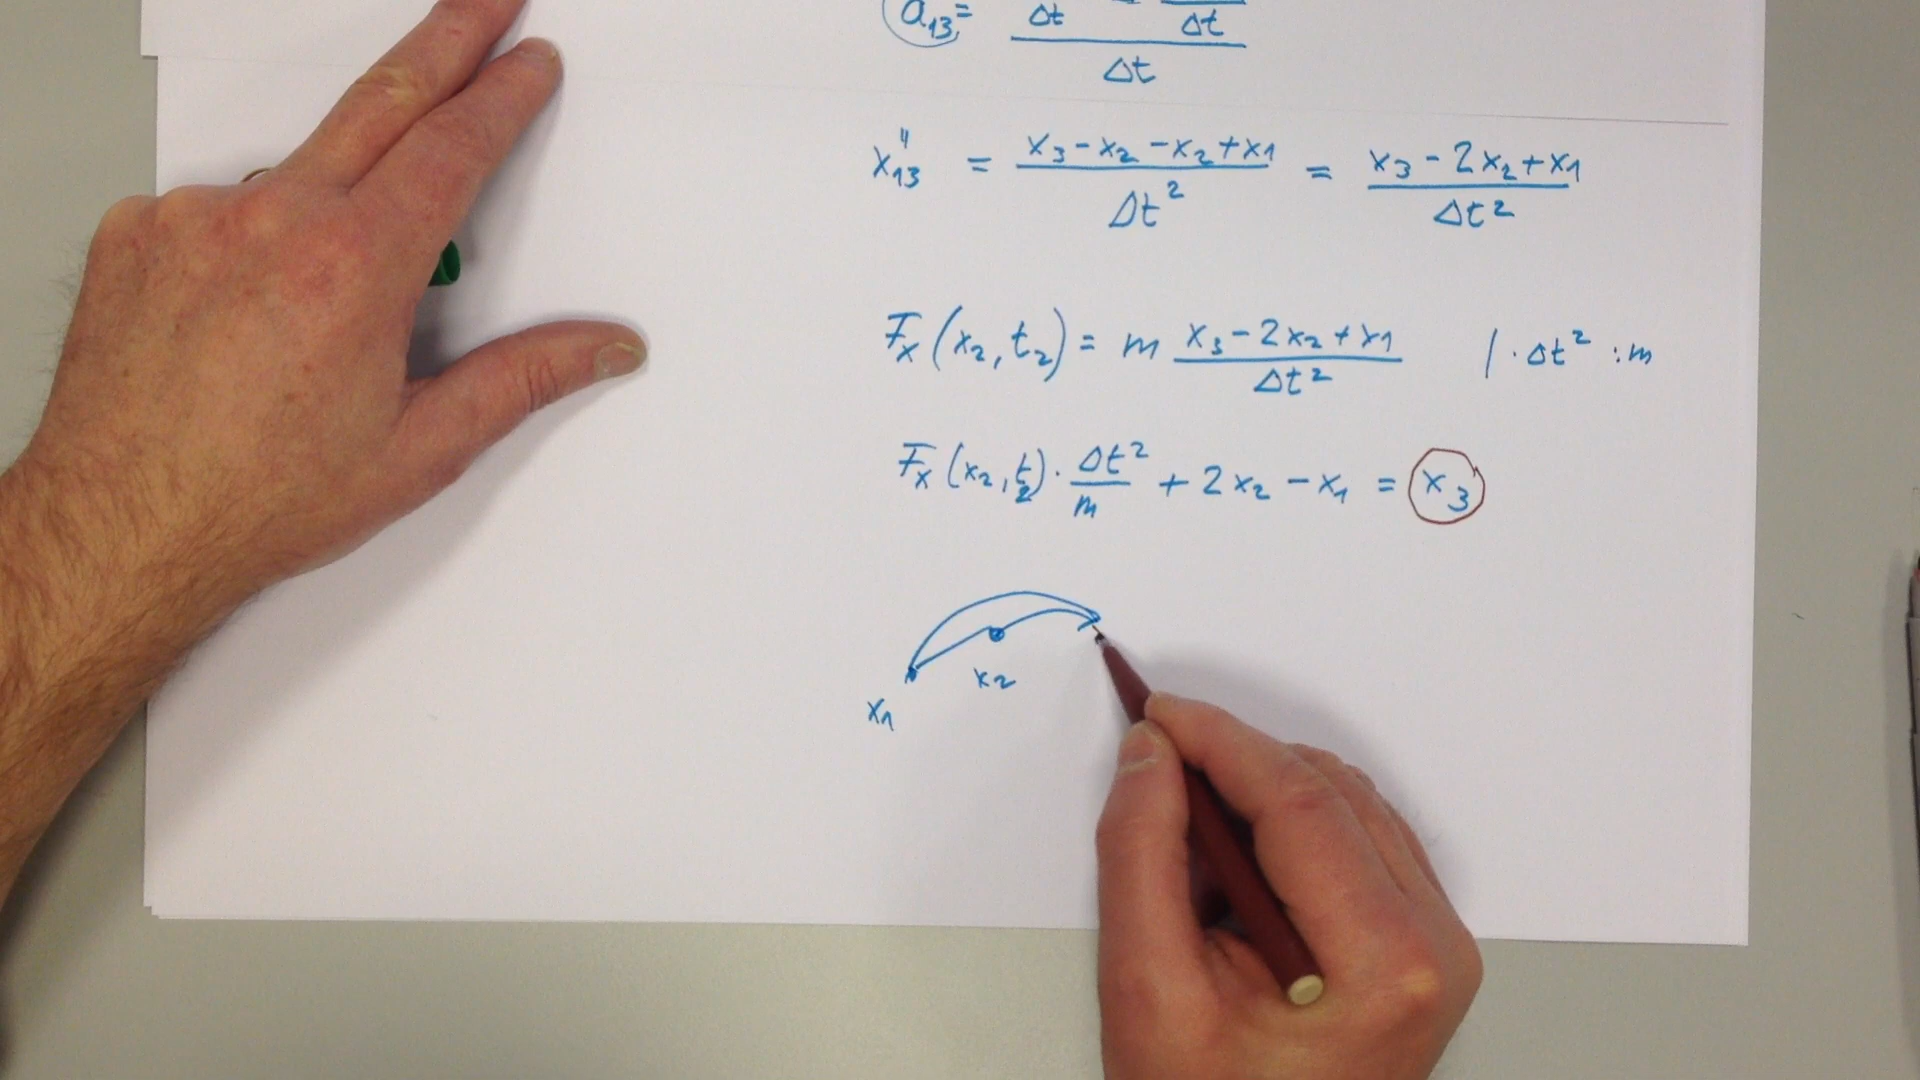 a₁₃ = Δt - Δt
Δt
x₁₃'' = (x₃ - x₂ - x₂ + x₁) / Δt² = (x₃ - 2x₂ + x₁) / Δt²
Fₓ(x₂, t₂) = m (x₃ - 2x₂ + x₁) / Δt² | · Δt² : m
Fₓ(x₂, t₂) · Δt² / m + 2x₂ - x₁ = x₃
x₂
x₁